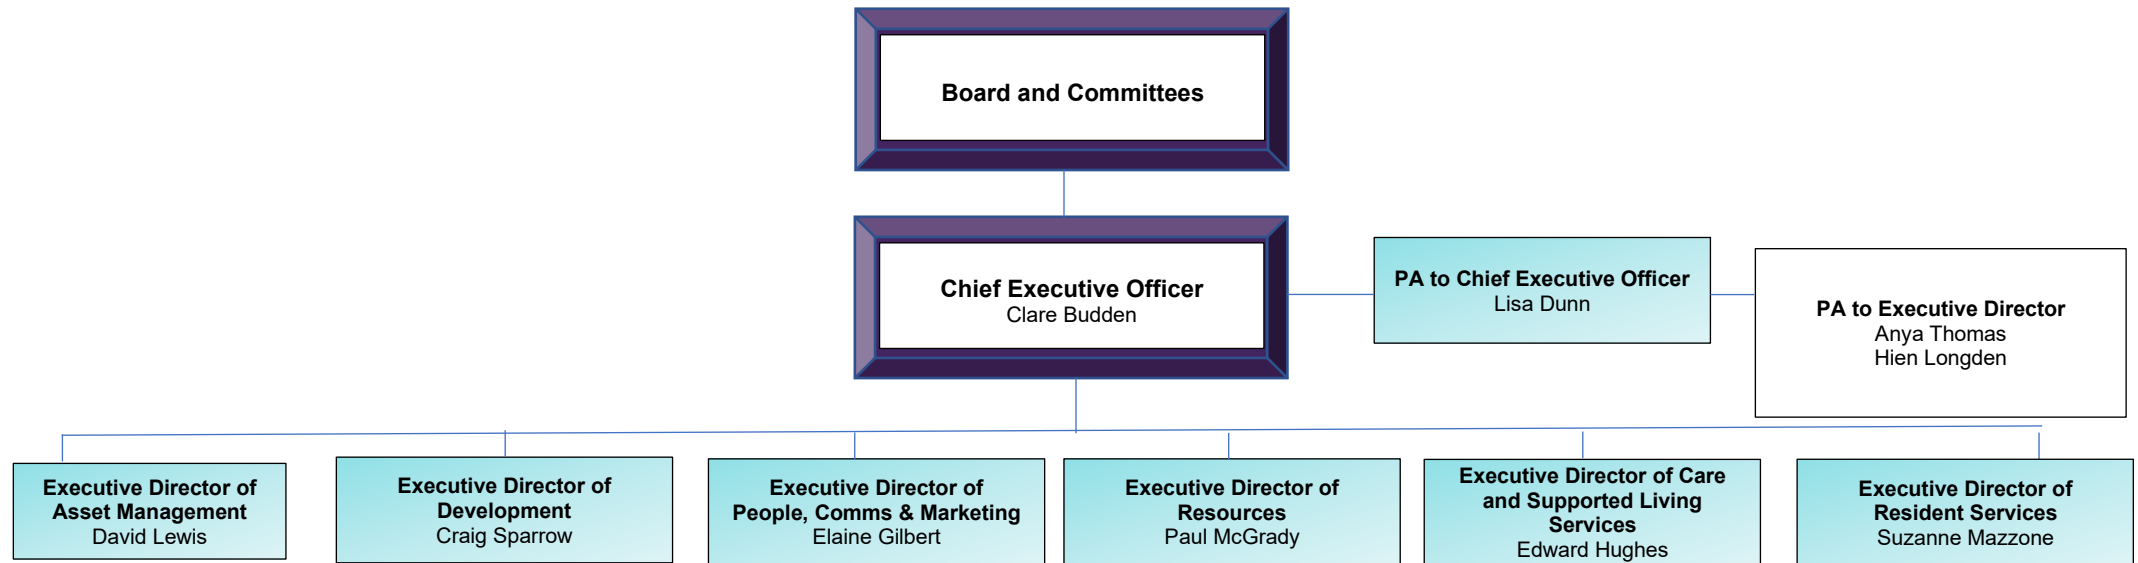 Board and Committees
Chief Executive Officer
Clare Budden
PA to Chief Executive Officer
Lisa Dunn
PA to Executive Director
Anya Thomas
Hien Longden
Executive Director of
Asset Management
David Lewis
Executive Director of
Development
Craig Sparrow
Executive Director of
People, Comms & Marketing
Elaine Gilbert
Executive Director of
Resources
Paul McGrady
Executive Director of Care
and Supported Living
Services
Edward Hughes
Executive Director of
Resident Services
Suzanne Mazzone